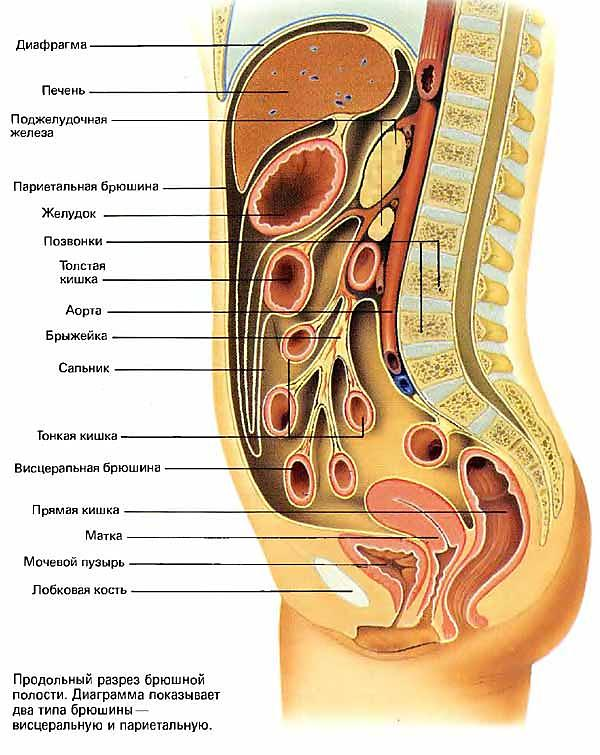 Диафрагма
Печень
Поджелудочная
железа
Париетальная брюшина
Желудок
Позвонки
Толстая
кишка
Аорта
Брыжейка
Сальник
Тонкая кишка
Висцеральная брюшина
Прямая кишка
Матка
Мочевой пузырь
Лобковая кость
Продольный разрез брюшной
полости. Диаграмма показывает
два типа брюшины —
висцеральную и париетальную.